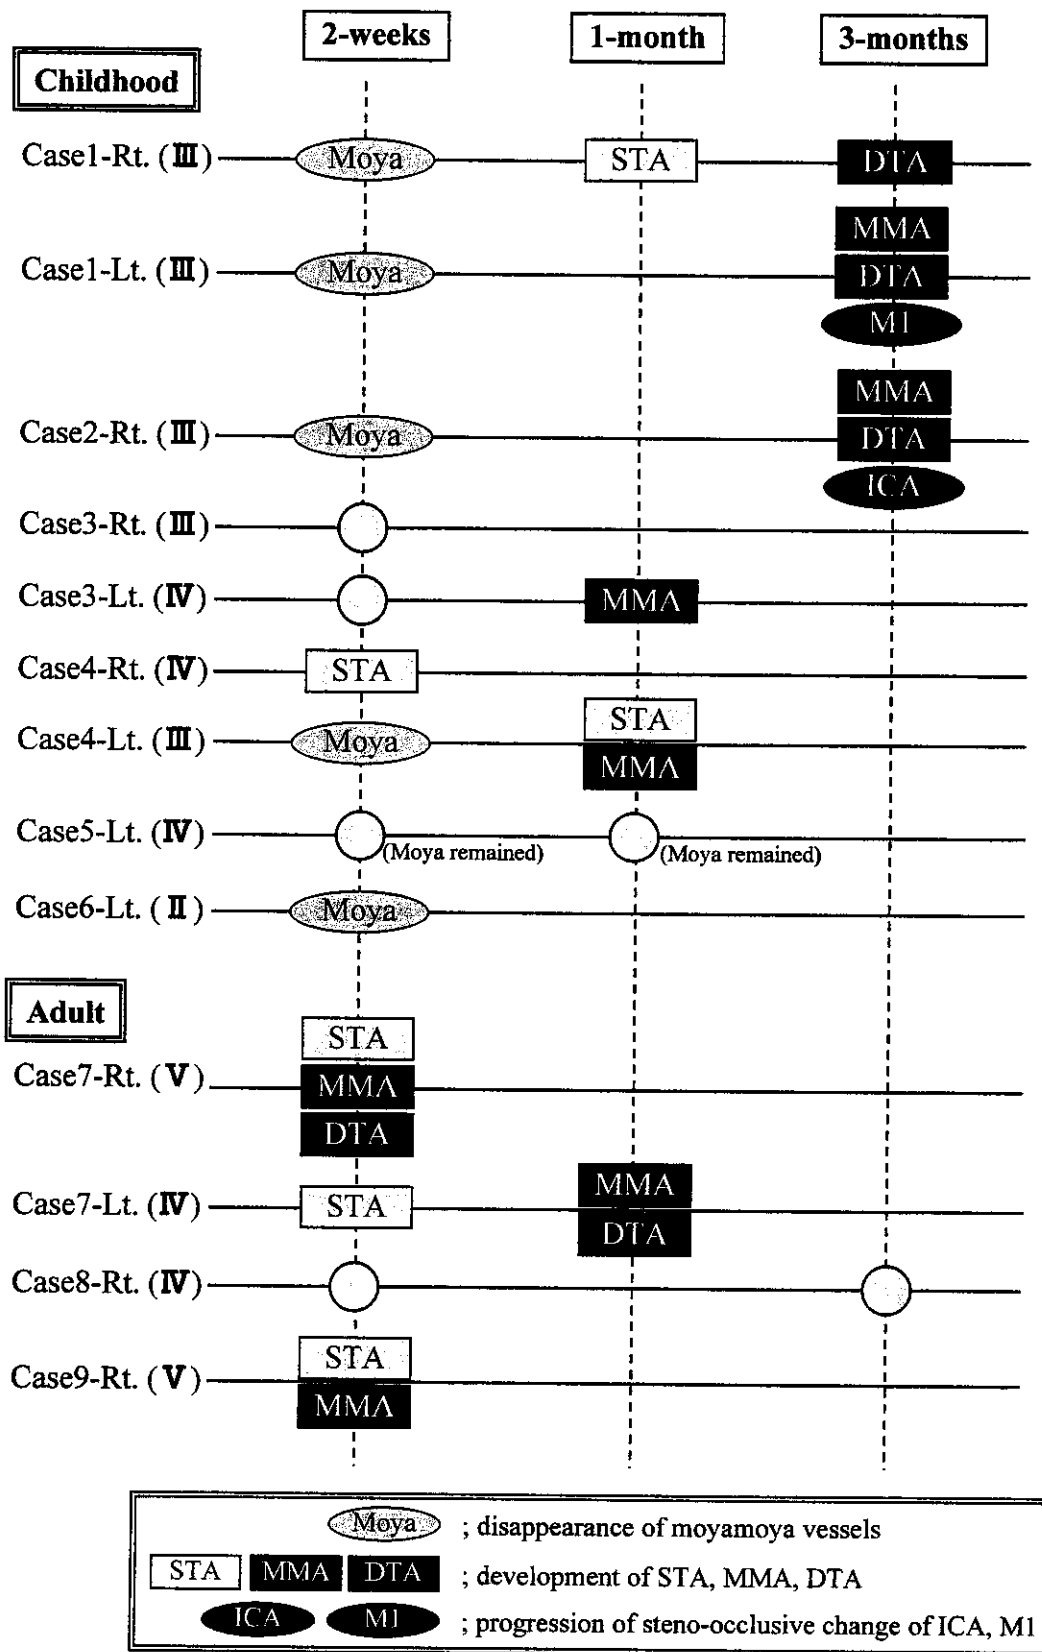 2-weeks 1-month 3-months
Childhood
Case1-Rt. (III) Moya STA DTA
MMA
Case1-Lt. (III) Moya DTA
M1
MMA
Case2-Rt. (III) Moya DTA
ICA
Case3-Rt. (III)
Case3-Lt. (IV) MMA
Case4-Rt. (IV) STA
STA
Case4-Lt. (III) Moya
MMA
Case5-Lt. (IV) (Moya remained) (Moya remained)
Case6-Lt. (II) Moya
Adult
STA
Case7-Rt. (V) MMA
DTA
MMA
Case7-Lt. (IV) STA
DTA
Case8-Rt. (IV)
STA
Case9-Rt. (V)
MMA
Moya ; disappearance of moyamoya vessels
STA MMA DTA ; development of STA, MMA, DTA
ICA M1 ; progression of steno-occlusive change of ICA, M1